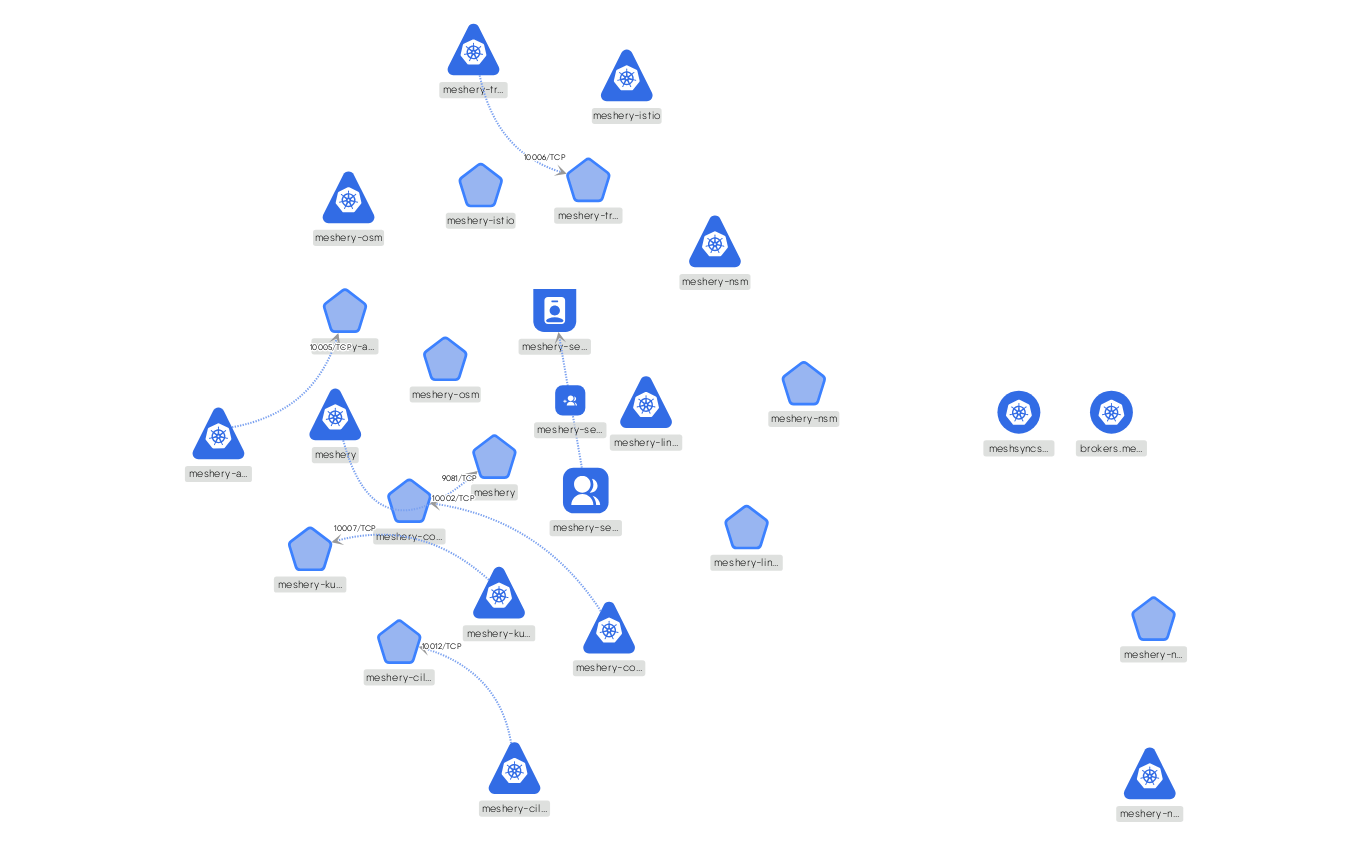 meshery-tr...
meshery-istio
10006/TCP
meshery-istio
meshery-tr...
meshery-osm
meshery-nsm
10005/TCP
y-a...
meshery-se...
meshery-osm
meshery-nsm
meshery-se...
meshery-lin...
meshsyncs...
brokers.me...
meshery
meshery-a...
9081/TCP
meshery
10002/TCP
10007/TCP
meshery-co...
meshery-se...
meshery-lin...
meshery-ku...
meshery-ku...
10012/TCP
meshery-n...
meshery-co...
meshery-cil...
meshery-cil...
meshery-n...